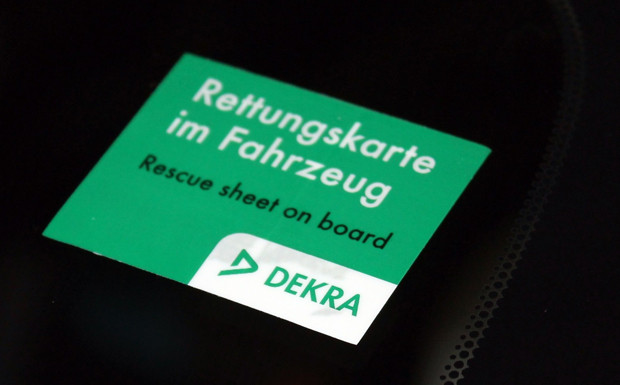 Rettungskarte
im Fahrzeug
Rescue sheet on board
DEKRA